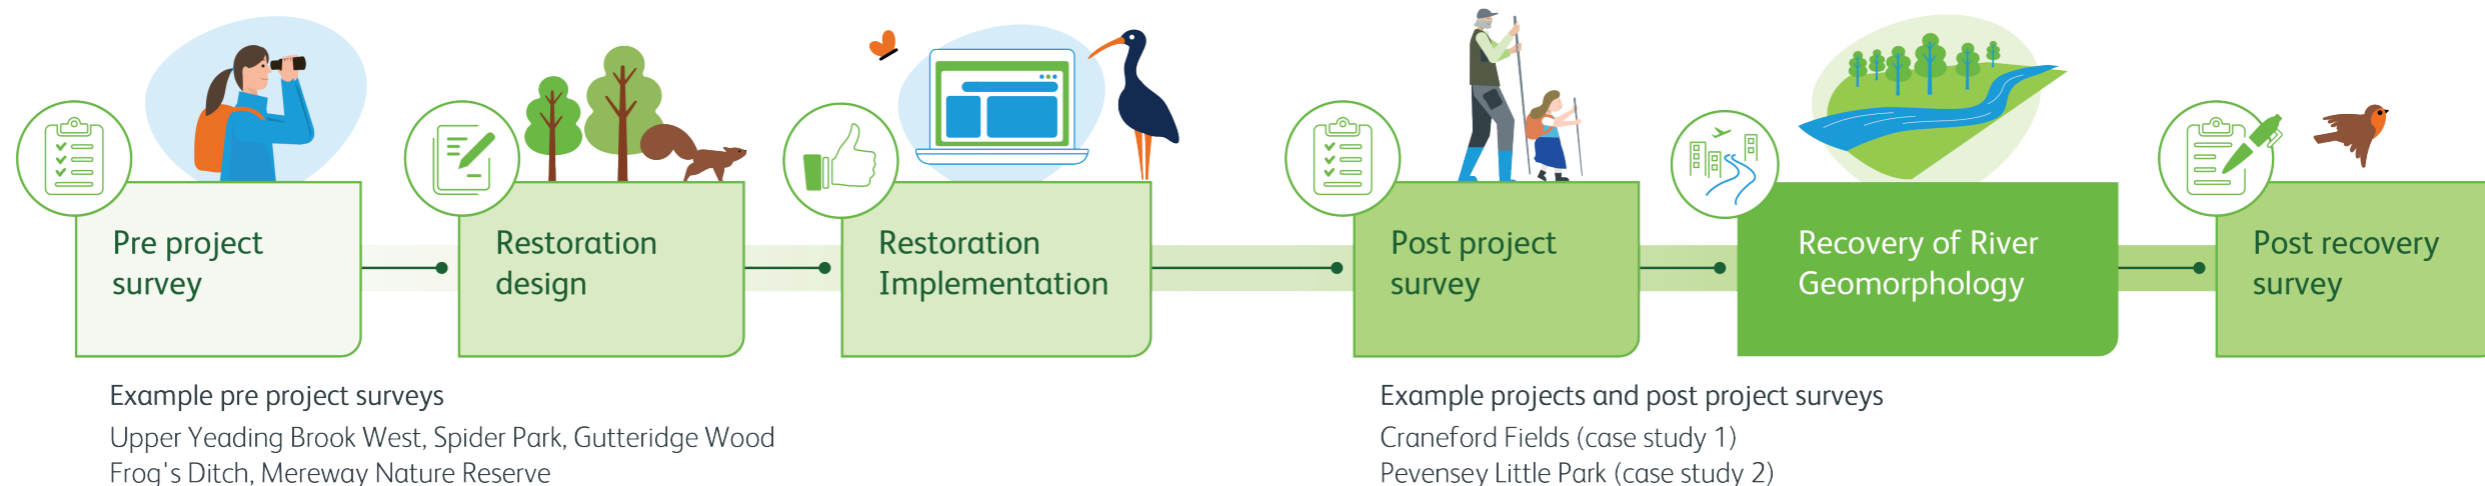 Pre project
survey
Restoration
design
Restoration
Implementation
Post project
survey
Recovery of River
Geomorphology
Post recovery
survey
Example pre project surveys
Upper Yeading Brook West, Spider Park, Gutteridge Wood
Frog's Ditch, Mereway Nature Reserve
Example projects and post project surveys
Craneford Fields (case study 1)
Pevensey Little Park (case study 2)